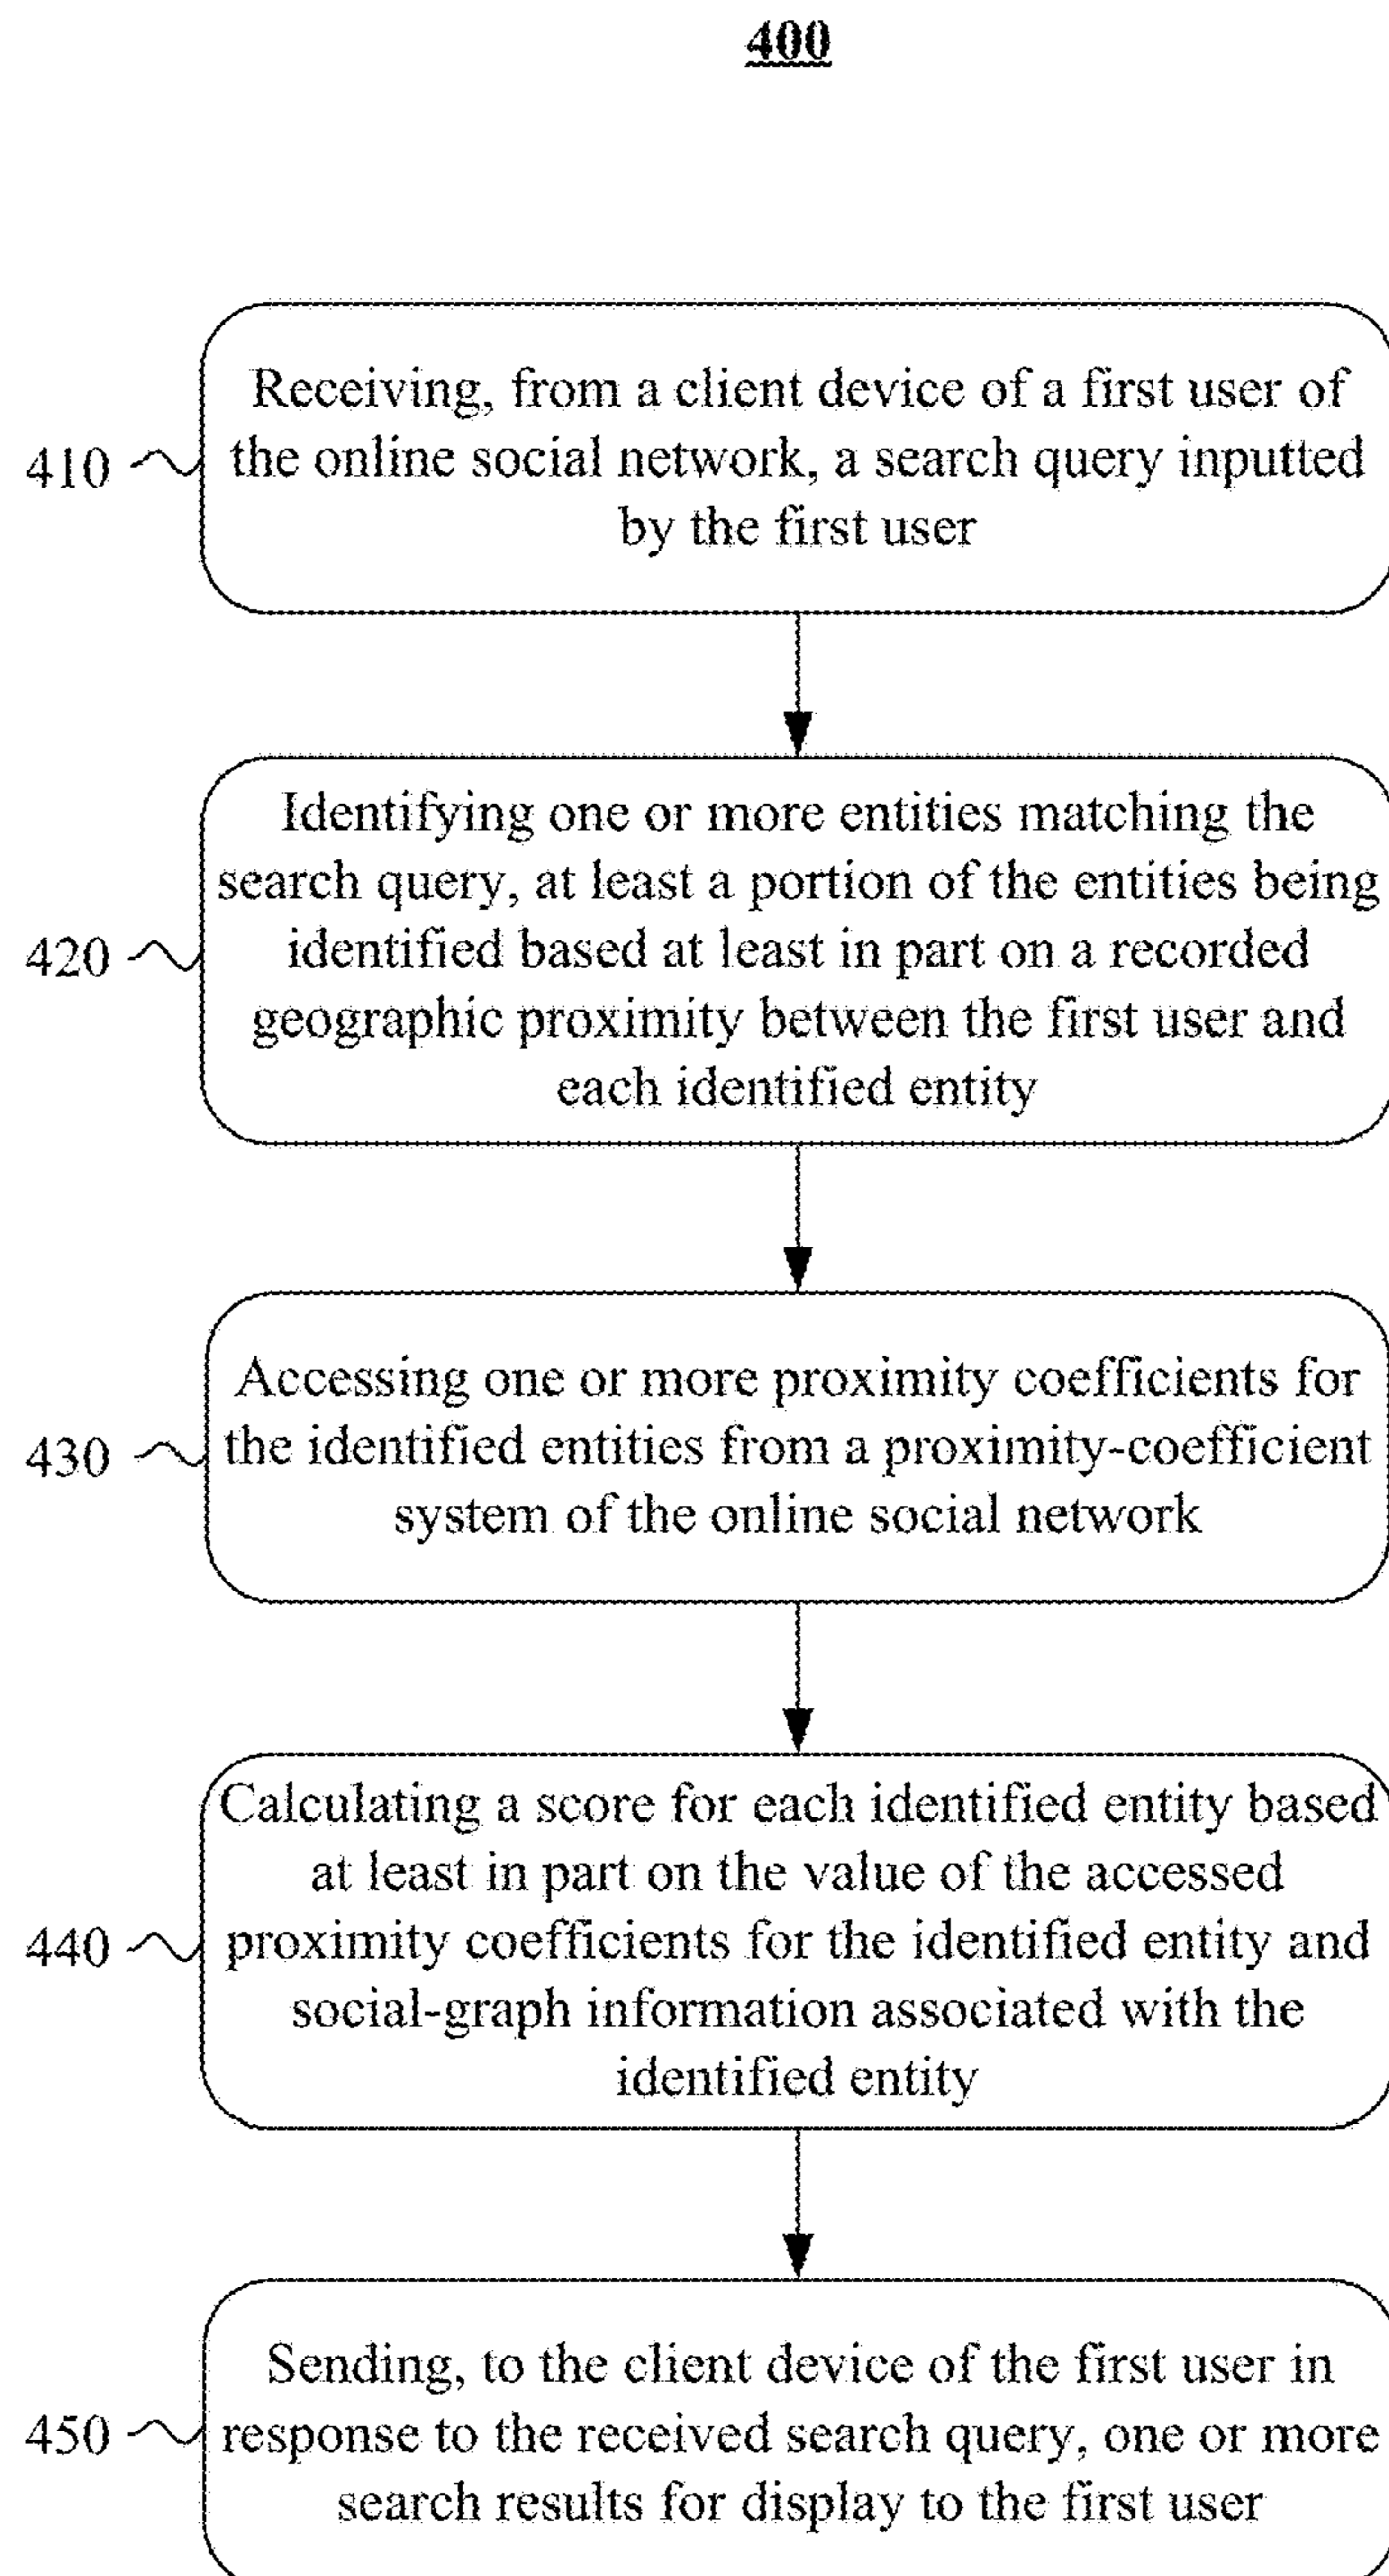 400
Receiving, from a client device of a first user of
the online social network, a search query inputted
by the first user
410
Identifying one or more entities matching the
search query, at least a portion of the entities being
identified based at least in part on a recorded
geographic proximity between the first user and
each identified entity
420
Accessing one or more proximity coefficients for
the identified entities from a proximity-coefficient
system of the online social network
430
Calculating a score for each identified entity based
at least in part on the value of the accessed
proximity coefficients for the identified entity and
social-graph information associated with the
identified entity
440
Sending, to the client device of the first user in
response to the received search query, one or more
search results for display to the first user
450